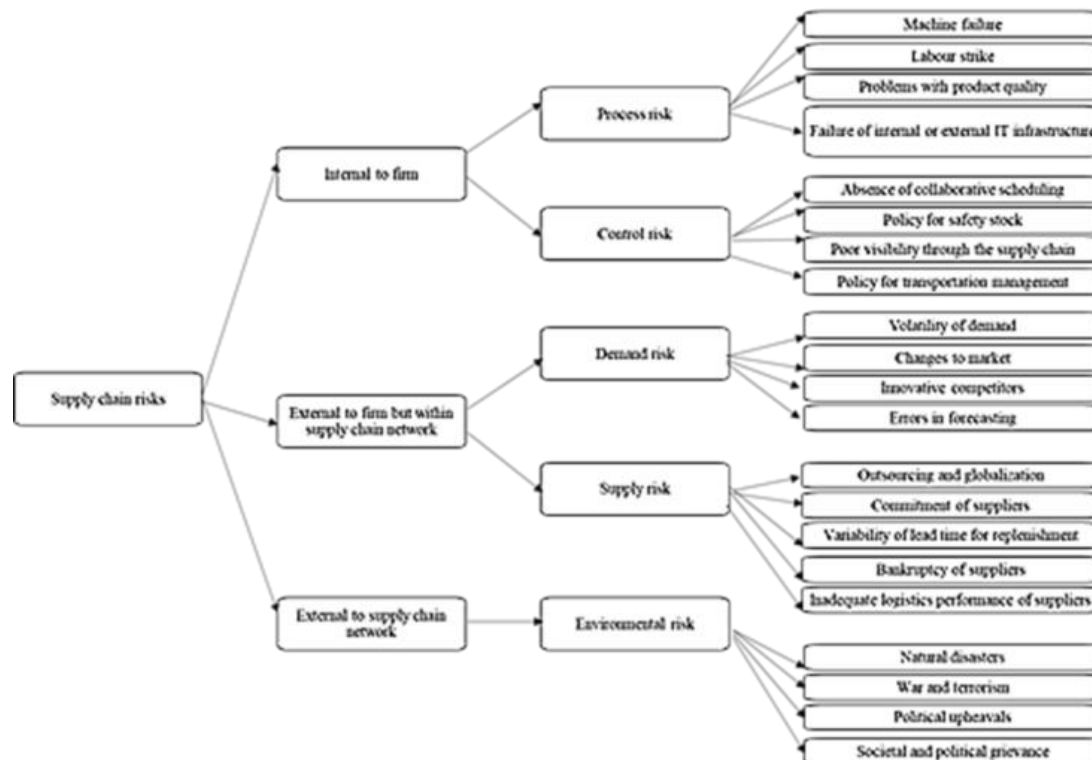 Machine failure
Labour strike
Problems with product quality
Process risk
Failure of internal or external IT infrastructure
Internal to firm
Absence of collaborative scheduling
Policy for safety stock
Control risk
Poor visibility through the supply chain
Policy for transportation management
Volatility of demand
Demand risk
Changes to market
Innovative competitors
Supply chain risks
External to firm but within
supply chain network
Errors in forecasting
Outsourcing and globalization
Supply risk
Commitment of suppliers
Variability of lead time for replenishment
Bankruptcy of suppliers
Inadequate logistics performance of suppliers
External to supply chain
network
Environmental risk
Natural disasters
War and terrorism
Political upheavals
Societal and political grievance